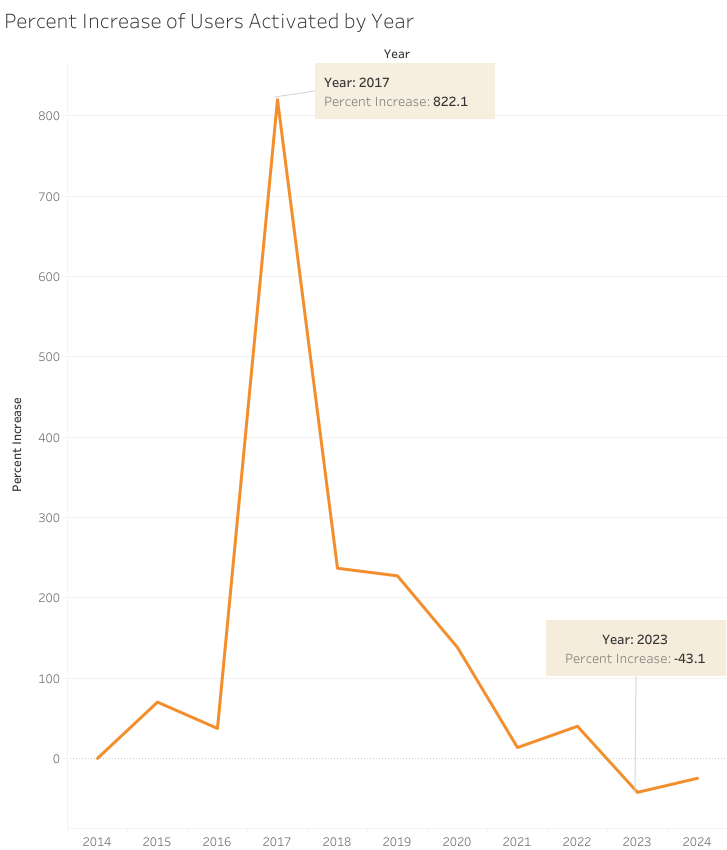 Percent Increase of Users Activated by Year
Year
Year: 2017
Percent Increase: 822.1
800
700
600
500
400
300
200
100
0
Percent Increase
Year: 2023
Percent Increase: -43.1
2014 2015 2016 2017 2018 2019 2020 2021 2022 2023 2024